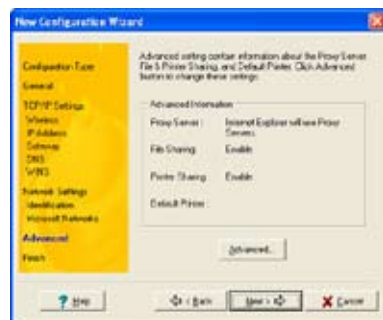 New Configuration Wizard
Configuration Type
General
TCP/IP Settings
Wireless
IP Address
Gateway
DNS
WINS
Network Settings
Identification
Microsoft Networks
Advanced
Finish
Advanced setting contain information about the Proxy Server
File & Printer Sharing, and Default Printer. Click Advanced
button to change these settings.
Advanced Information
Proxy Server :
Internet Explorer will use Proxy
Servers.
File Sharing:
Enable
Printer Sharing:
Enable
Default Printer
Advanced..
Help
< Back
Next >
Cancel